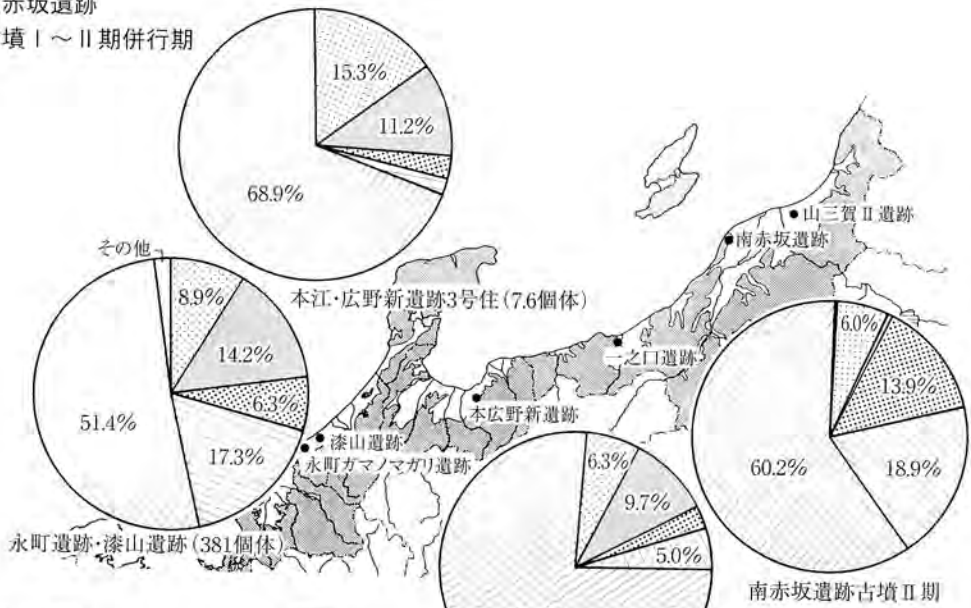 赤坂遺跡
墳Ⅰ～Ⅱ期併行期
15.3%
11.2%
68.9%
本江・広野新遺跡3号住(7.6個体)
その他
8.9%
14.2%
6.3%
17.3%
51.4%
永町遺跡・漆山遺跡(381個体)
山三賀Ⅱ遺跡
南赤坂遺跡
一之口遺跡
本広野新遺跡
漆山遺跡
永町ガマノマガリ遺跡
6.0%
13.9%
18.9%
60.2%
南赤坂遺跡古墳Ⅱ期
6.3%
9.7%
5.0%